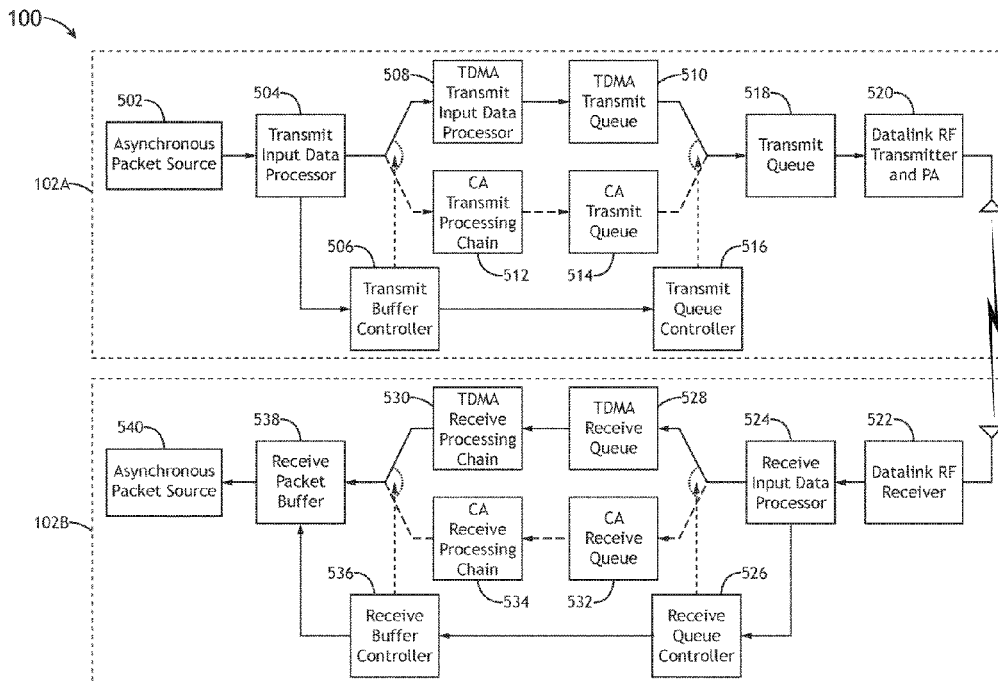 100
508
510
TDMA
Transmit
Input Data
Processor
TDMA
Transmit
Queue
502
504
518
520
Asynchronous
Packet Source
Transmit
Input Data
Processor
Transmit
Queue
Datalink RF
Transmitter
and PA
102A
CA
Transmit
Processing
Chain
CA
Trasmit
Queue
506
512
514
516
Transmit
Buffer
Controller
Transmit
Queue
Controller
530
528
TDMA
Receive
Processing
Chain
TDMA
Receive
Queue
540
538
524
522
Asynchronous
Packet Source
Receive
Packet
Buffer
Receive
Input Data
Processor
Datalink RF
Receiver
102B
CA
Receive
Processing
Chain
CA
Receive
Queue
536
534
532
526
Receive
Buffer
Controller
Receive
Queue
Controller